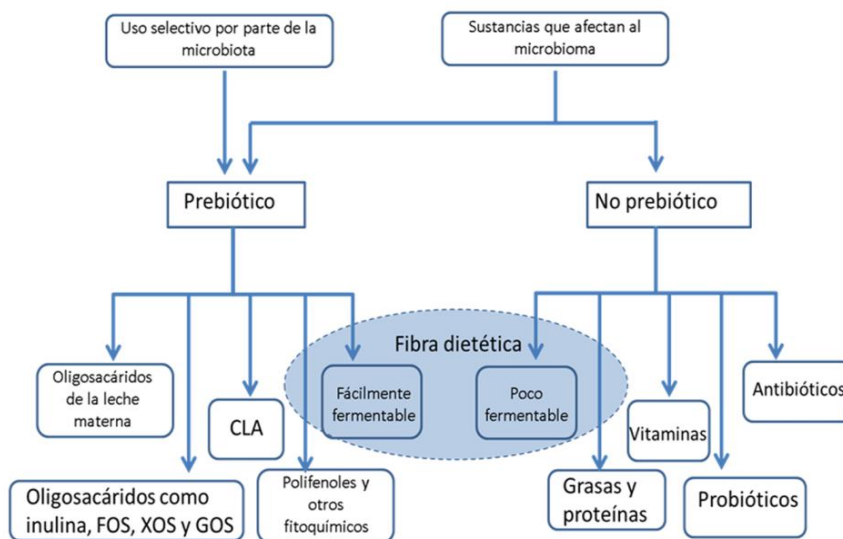 Uso selectivo por parte de la
microbiota
Sustancias que afectan al
microbioma
Prebiótico
No prebiótico
Fibra dietética
Oligosacáridos
de la leche
materna
CLA
Fácilmente
fermentable
Poco
fermentable
Vitaminas
Antibióticos
Oligosacáridos como
inulina, FOS, XOS y GOS
Polifenoles y
otros
fitoquímicos
Grasas y
proteínas
Probióticos